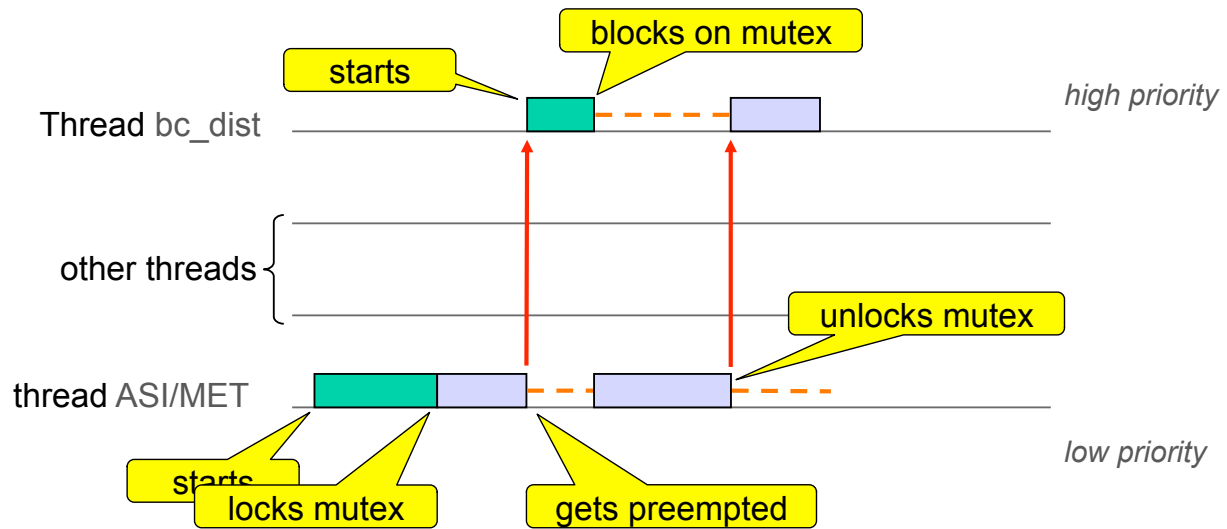 blocks on mutex
starts
high priority
Thread bc_dist
other threads
unlocks mutex
thread ASI/MET
low priority
starts
locks mutex
gets preempted